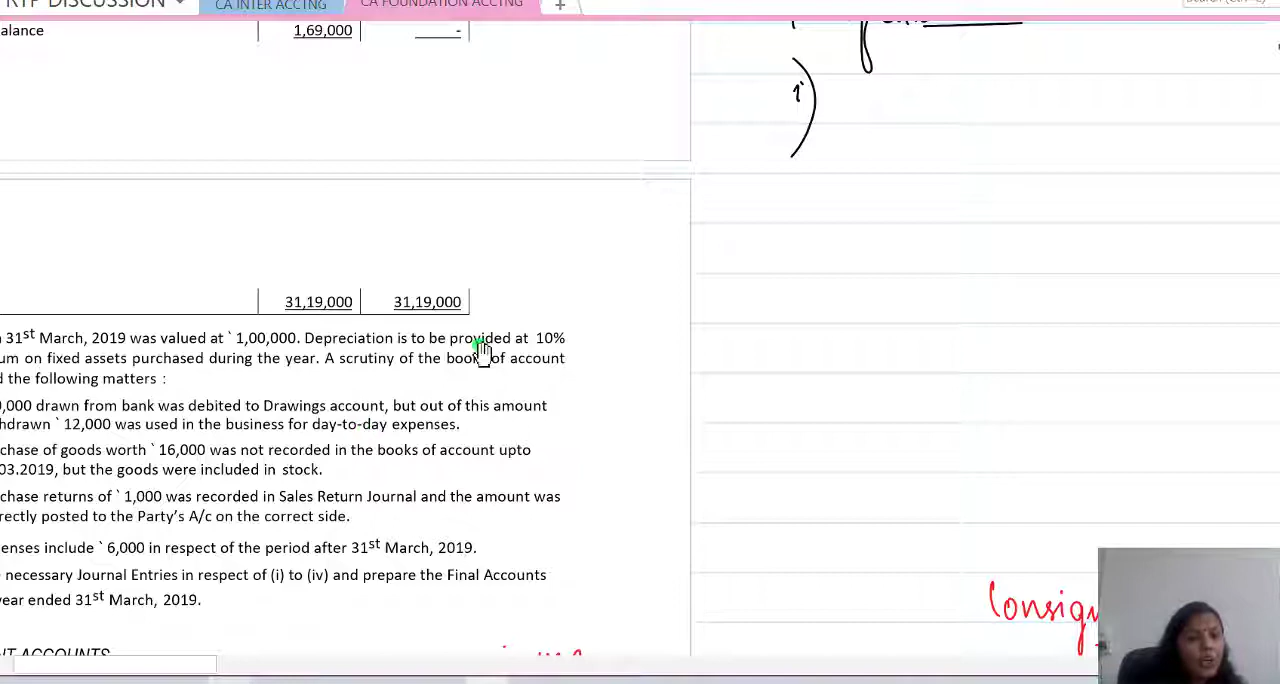 RTP DISCUSSION
CA INTER ACCTNG
CA FOUNDATION ACCTNG
+
alance 1,69,000 -
i)
31,19,000 31,19,000
31st March, 2019 was valued at ` 1,00,000. Depreciation is to be provided at 10%
um on fixed assets purchased during the year. A scrutiny of the book of account
d the following matters :
0,000 drawn from bank was debited to Drawings account, but out of this amount
hdrawn ` 12,000 was used in the business for day-to-day expenses.
chase of goods worth ` 16,000 was not recorded in the books of account upto
03.2019, but the goods were included in stock.
chase returns of ` 1,000 was recorded in Sales Return Journal and the amount was
rectly posted to the Party's A/c on the correct side.
enses include ` 6,000 in respect of the period after 31st March, 2019.
necessary Journal Entries in respect of (i) to (iv) and prepare the Final Accounts
year ended 31st March, 2019.
Consig
NT ACCOUNTS